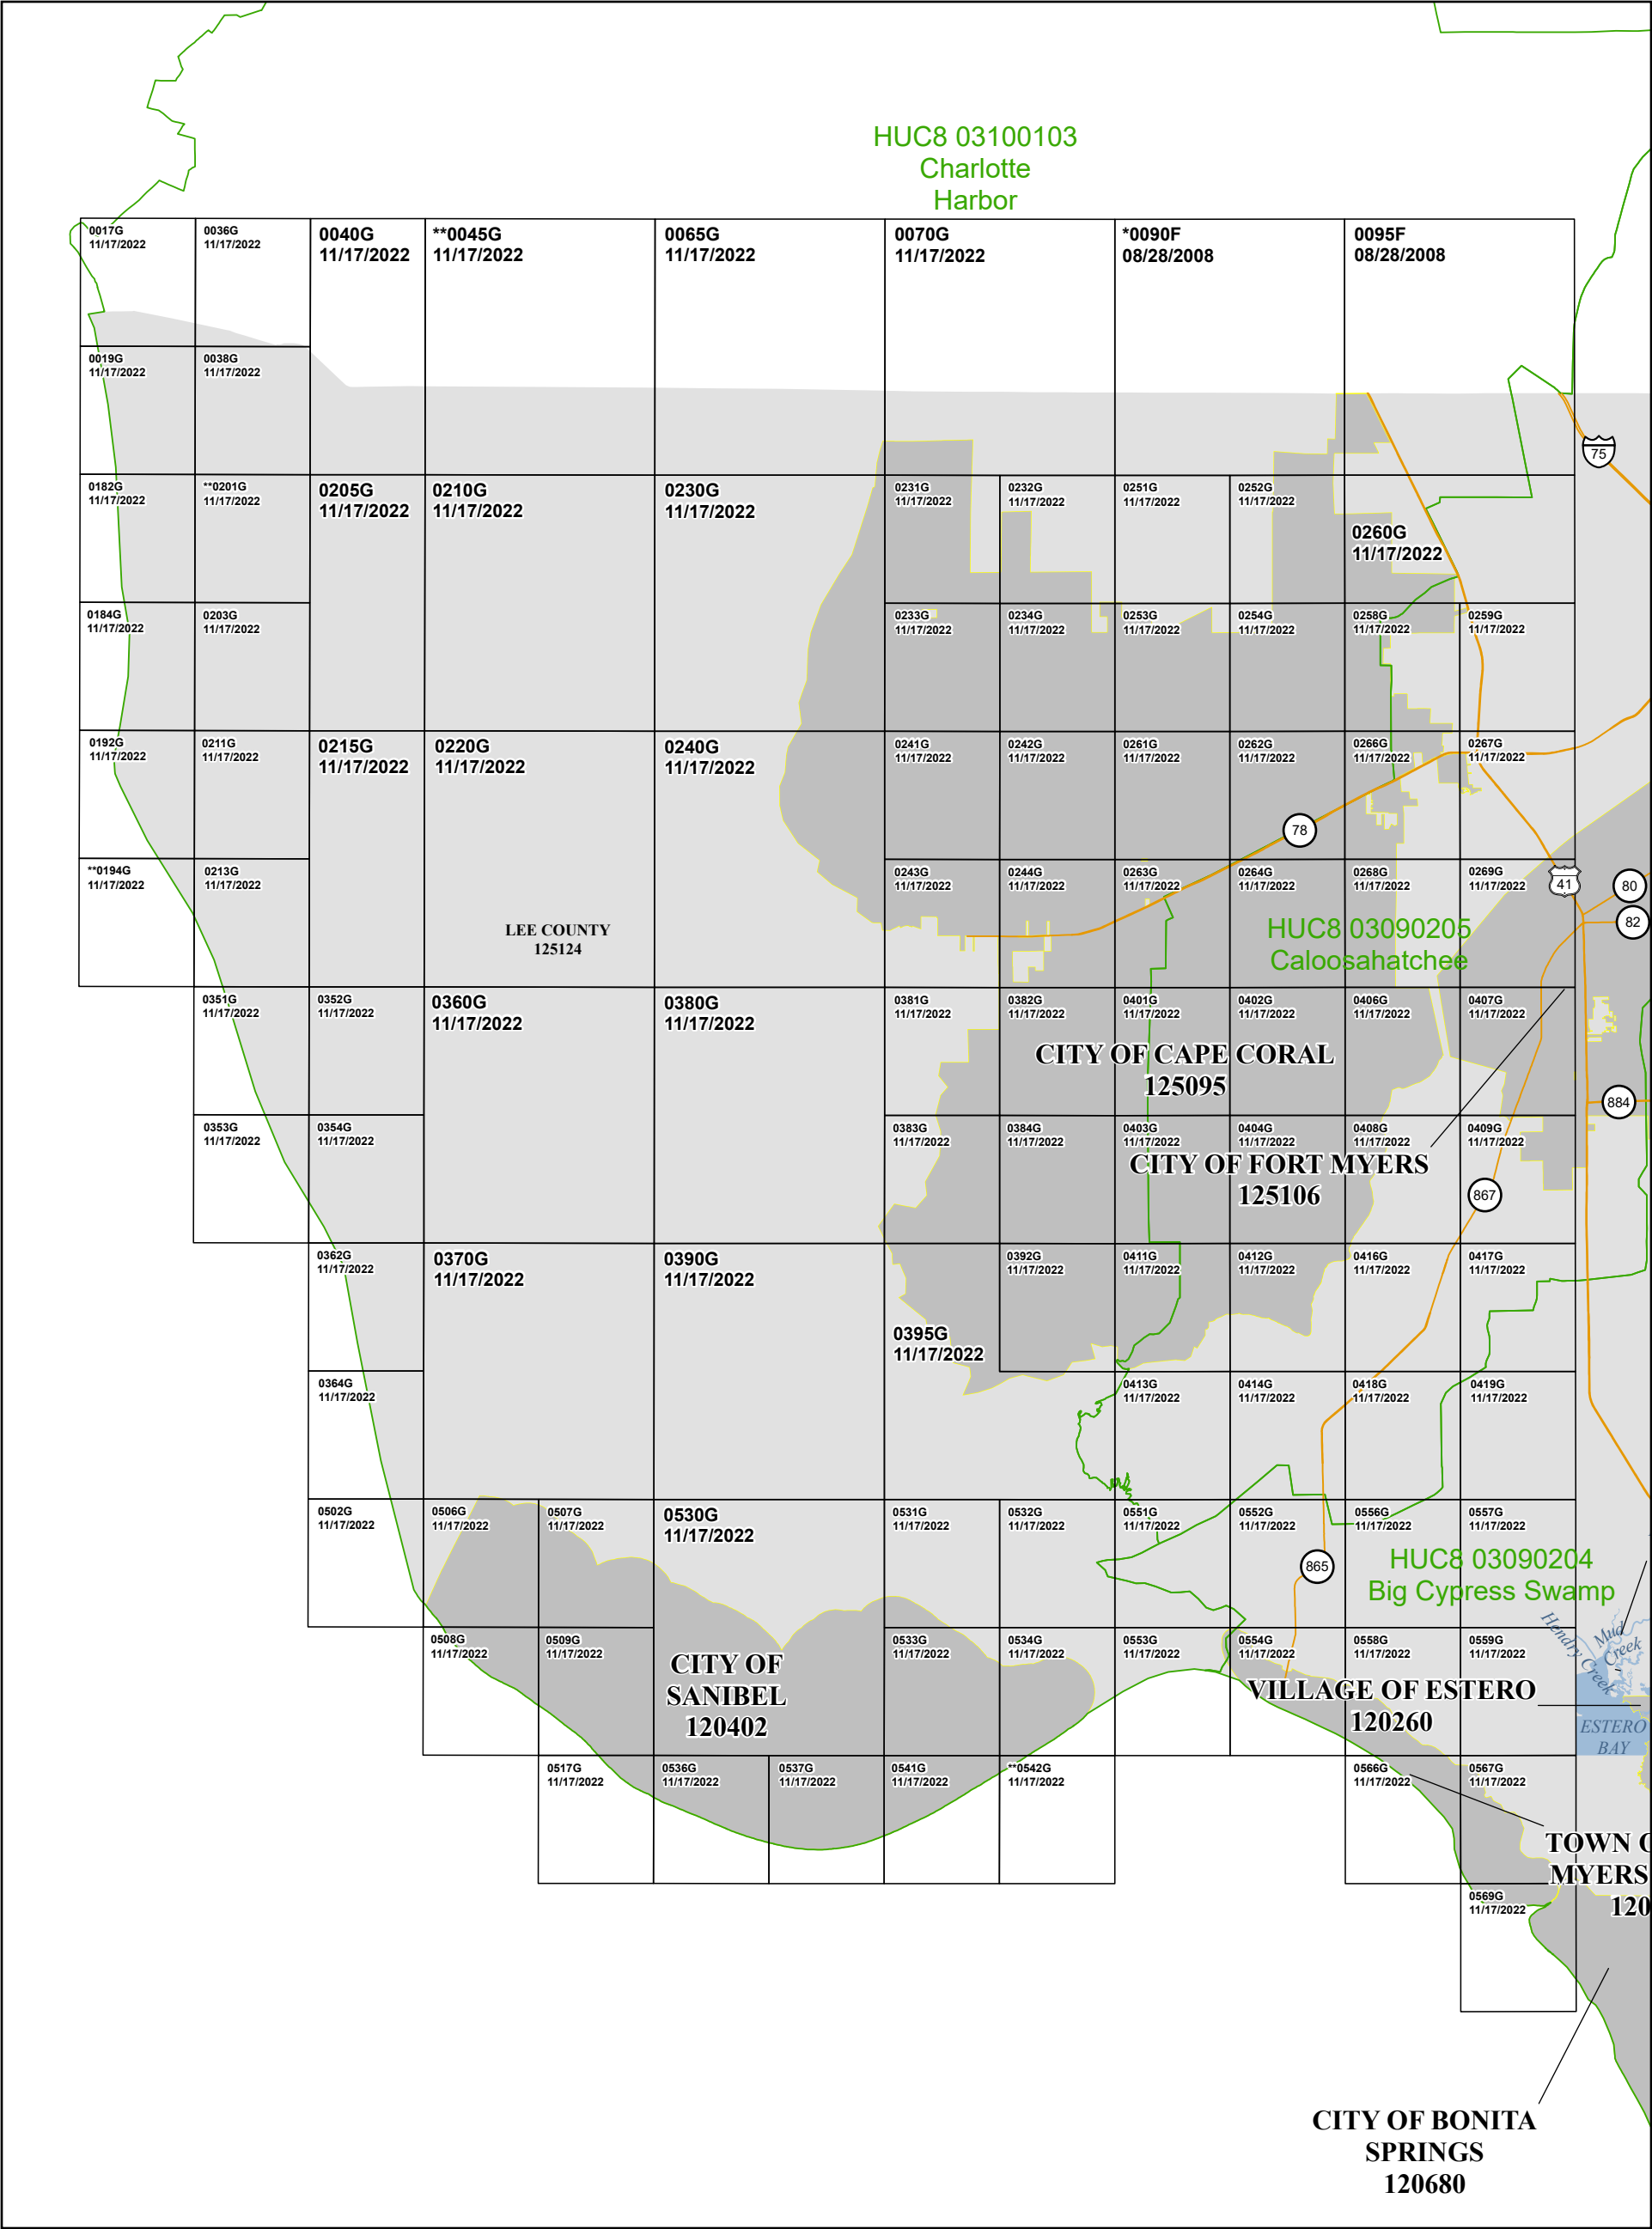 HUC8 03100103
Charlotte
Harbor
0017G
11/17/2022
0036G
11/17/2022
0040G
11/17/2022
**0045G
11/17/2022
0065G
11/17/2022
0070G
11/17/2022
*0090F
08/28/2008
0095F
08/28/2008
0019G
11/17/2022
0038G
11/17/2022
75
0182G
11/17/2022
**0201G
11/17/2022
0205G
11/17/2022
0210G
11/17/2022
0230G
11/17/2022
0231G
11/17/2022
0232G
11/17/2022
0251G
11/17/2022
0252G
11/17/2022
0260G
11/17/2022
0184G
11/17/2022
0203G
11/17/2022
0233G
11/17/2022
0234G
11/17/2022
0253G
11/17/2022
0254G
11/17/2022
0258G
11/17/2022
0259G
11/17/2022
0192G
11/17/2022
0211G
11/17/2022
0215G
11/17/2022
0220G
11/17/2022
0240G
11/17/2022
0241G
11/17/2022
0242G
11/17/2022
0261G
11/17/2022
0262G
11/17/2022
0266G
11/17/2022
0267G
11/17/2022
78
**0194G
11/17/2022
0213G
11/17/2022
0243G
11/17/2022
0244G
11/17/2022
0263G
11/17/2022
0264G
11/17/2022
0268G
11/17/2022
0269G
11/17/2022
41
80
82
LEE COUNTY
125124
HUC8 03090205
Caloosahatchee
0351G
11/17/2022
0352G
11/17/2022
0360G
11/17/2022
0380G
11/17/2022
0381G
11/17/2022
0382G
11/17/2022
0401G
11/17/2022
0402G
11/17/2022
0406G
11/17/2022
0407G
11/17/2022
CITY OF CAPE CORAL
125095
884
0353G
11/17/2022
0354G
11/17/2022
0383G
11/17/2022
0384G
11/17/2022
0403G
11/17/2022
0404G
11/17/2022
0408G
11/17/2022
0409G
11/17/2022
CITY OF FORT MYERS
125106
867
0362G
11/17/2022
0370G
11/17/2022
0390G
11/17/2022
0392G
11/17/2022
0411G
11/17/2022
0412G
11/17/2022
0416G
11/17/2022
0417G
11/17/2022
0395G
11/17/2022
0364G
11/17/2022
0413G
11/17/2022
0414G
11/17/2022
0418G
11/17/2022
0419G
11/17/2022
0502G
11/17/2022
0506G
11/17/2022
0507G
11/17/2022
0530G
11/17/2022
0531G
11/17/2022
0532G
11/17/2022
0551G
11/17/2022
0552G
11/17/2022
0556G
11/17/2022
0557G
11/17/2022
865
HUC8 03090204
Big Cypress Swamp
0508G
11/17/2022
0509G
11/17/2022
CITY OF
SANIBEL
120402
0533G
11/17/2022
0534G
11/17/2022
0553G
11/17/2022
0554G
11/17/2022
0558G
11/17/2022
0559G
11/17/2022
Hendry Creek
Mud
Creek
VILLAGE OF ESTERO
120260
ESTERO
BAY
0517G
11/17/2022
0536G
11/17/2022
0537G
11/17/2022
0541G
11/17/2022
**0542G
11/17/2022
0566G
11/17/2022
0567G
11/17/2022
TOWN
MYERS
120
0569G
11/17/2022
CITY OF BONITA
SPRINGS
120680